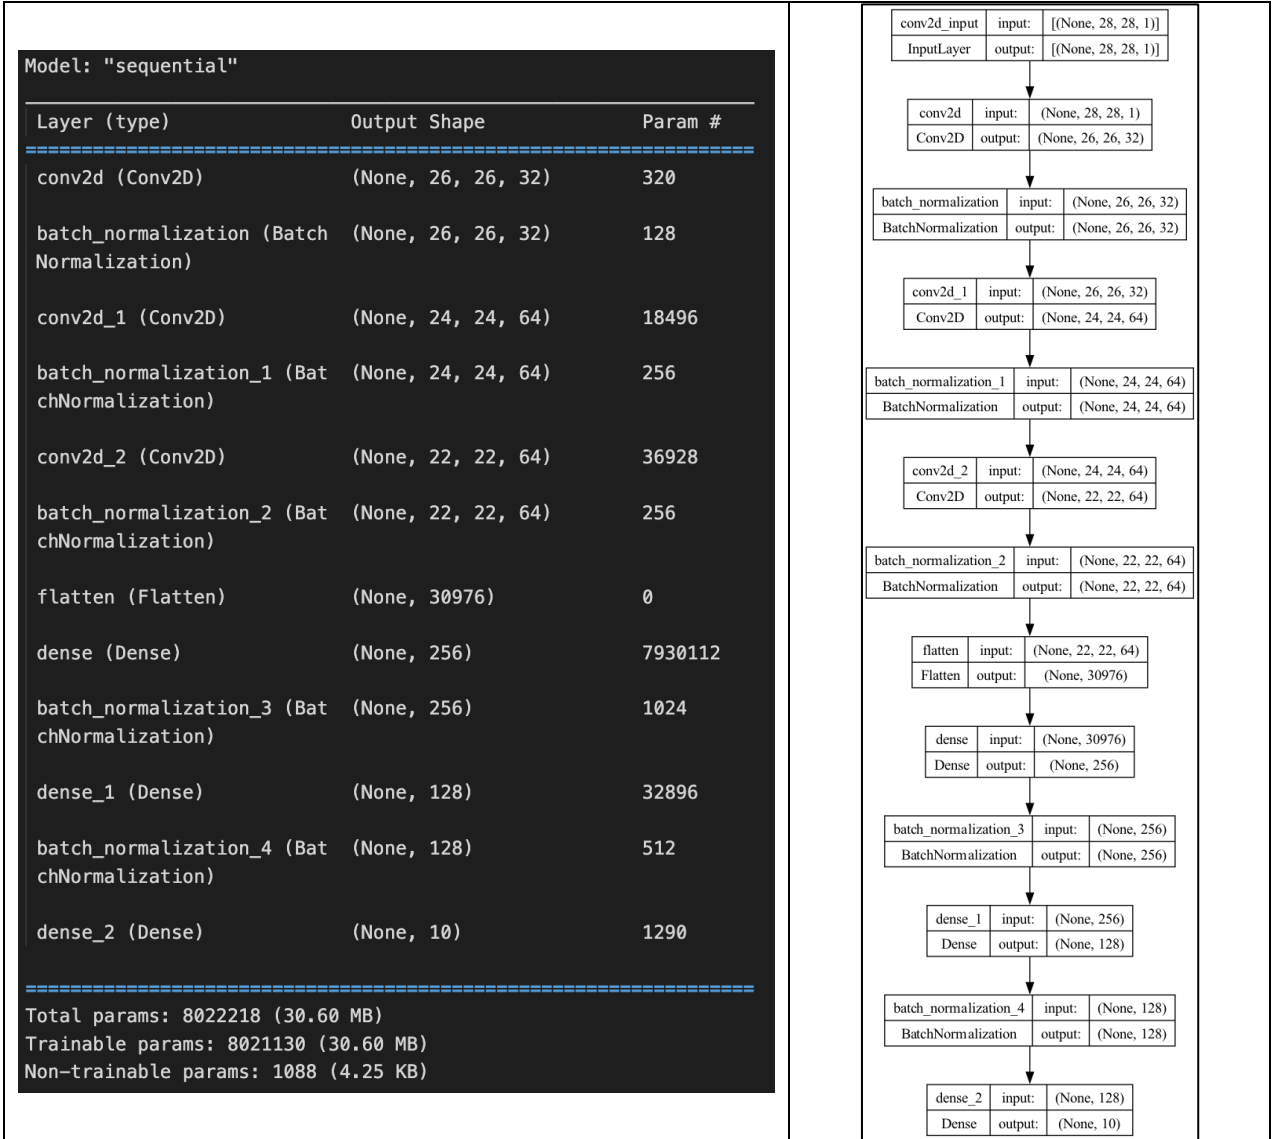 Model: "sequential"
Layer (type) Output Shape Param #
conv2d (Conv2D) (None, 26, 26, 32) 320
batch_normalization (Batch (None, 26, 26, 32) 128
Normalization)
conv2d_1 (Conv2D) (None, 24, 24, 64) 18496
batch_normalization_1 (Bat (None, 24, 24, 64) 256
chNormalization)
conv2d_2 (Conv2D) (None, 22, 22, 64) 36928
batch_normalization_2 (Bat (None, 22, 22, 64) 256
chNormalization)
flatten (Flatten) (None, 30976) 0
dense (Dense) (None, 256) 7930112
batch_normalization_3 (Bat (None, 256) 1024
chNormalization)
dense_1 (Dense) (None, 128) 32896
batch_normalization_4 (Bat (None, 128) 512
chNormalization)
dense_2 (Dense) (None, 10) 1290
Total params: 8022218 (30.60 MB)
Trainable params: 8021130 (30.60 MB)
Non-trainable params: 1088 (4.25 KB)
conv2d_input input: [(None, 28, 28, 1)]
InputLayer output: [(None, 28, 28, 1)]
conv2d input: (None, 28, 28, 1)
Conv2D output: (None, 26, 26, 32)
batch_normalization input: (None, 26, 26, 32)
BatchNormalization output: (None, 26, 26, 32)
conv2d_1 input: (None, 26, 26, 32)
Conv2D output: (None, 24, 24, 64)
batch_normalization_1 input: (None, 24, 24, 64)
BatchNormalization output: (None, 24, 24, 64)
conv2d_2 input: (None, 24, 24, 64)
Conv2D output: (None, 22, 22, 64)
batch_normalization_2 input: (None, 22, 22, 64)
BatchNormalization output: (None, 22, 22, 64)
flatten input: (None, 22, 22, 64)
Flatten output: (None, 30976)
dense input: (None, 30976)
Dense output: (None, 256)
batch_normalization_3 input: (None, 256)
BatchNormalization output: (None, 256)
dense_1 input: (None, 256)
Dense output: (None, 128)
batch_normalization_4 input: (None, 128)
BatchNormalization output: (None, 128)
dense_2 input: (None, 128)
Dense output: (None, 10)